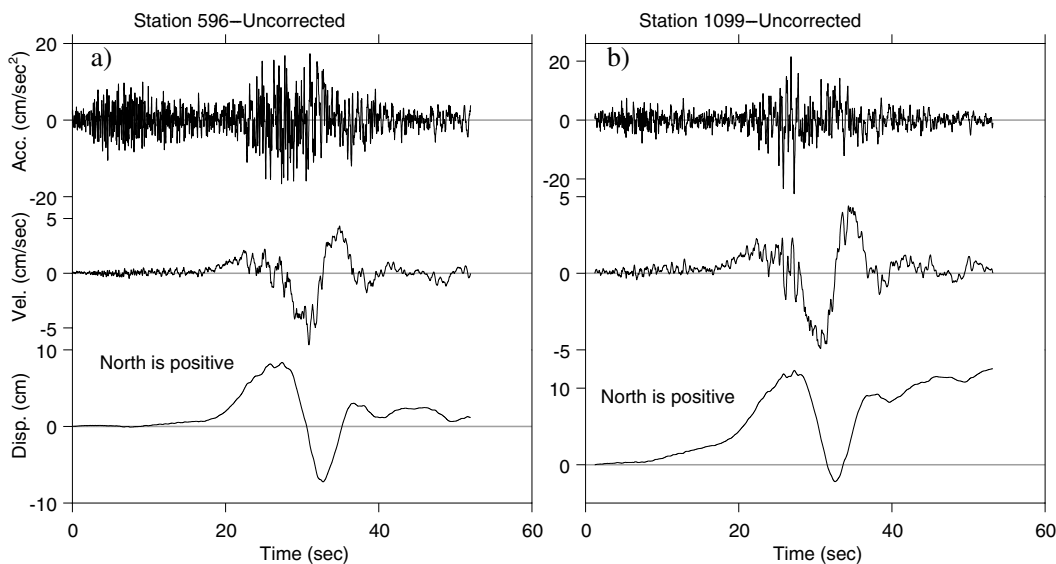 Station 596−Uncorrected
a)
20
0
-20
Acc. (cm/sec2)
5
0
-5
Vel. (cm/sec)
10
0
-10
Disp. (cm)
North is positive
0
20
40
60
Time (sec)
Station 1099−Uncorrected
b)
20
0
-20
5
0
-5
10
0
North is positive
0
20
40
60
Time (sec)